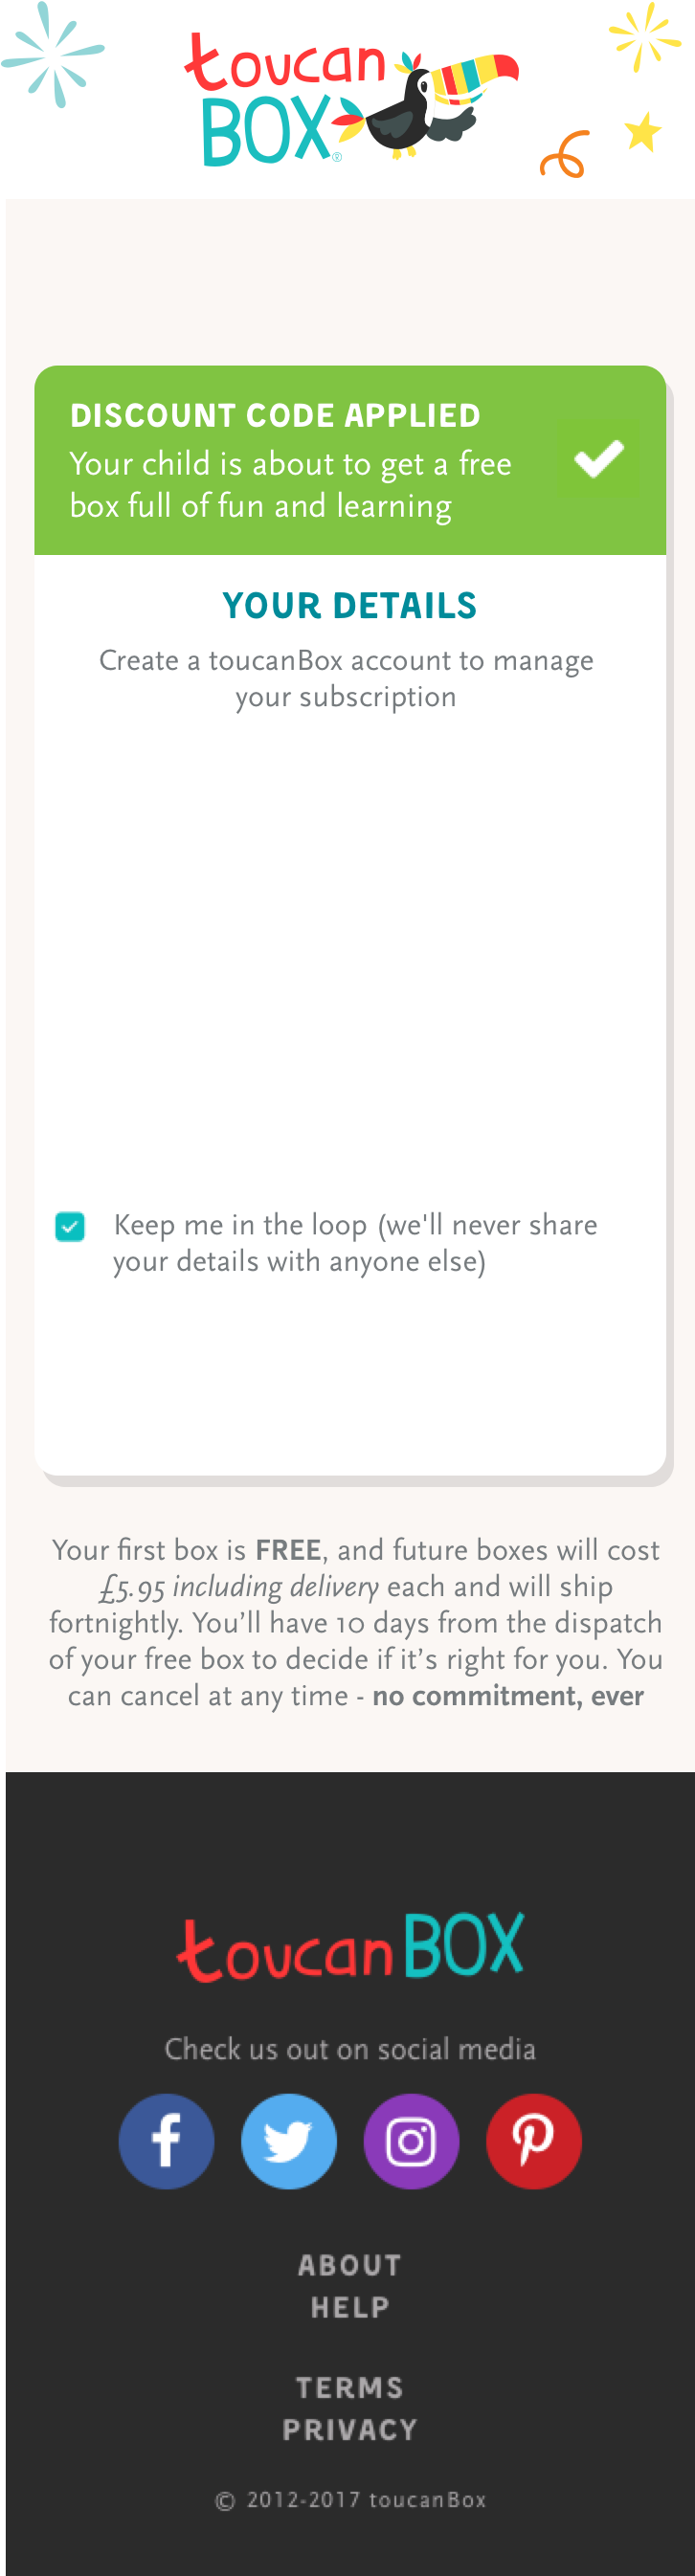 toucan
BOX®
DISCOUNT CODE APPLIED
Your child is about to get a free
box full of fun and learning
YOUR DETAILS
Create a toucanBox account to manage
your subscription
Keep me in the loop (we'll never share
your details with anyone else)
Your first box is FREE, and future boxes will cost
£5.95 including delivery each and will ship
fortnightly. You’ll have 10 days from the dispatch
of your free box to decide if it’s right for you. You
can cancel at any time - no commitment, ever
toucanBOX
Check us out on social media
ABOUT
HELP
TERMS
PRIVACY
© 2012-2017 toucanBox